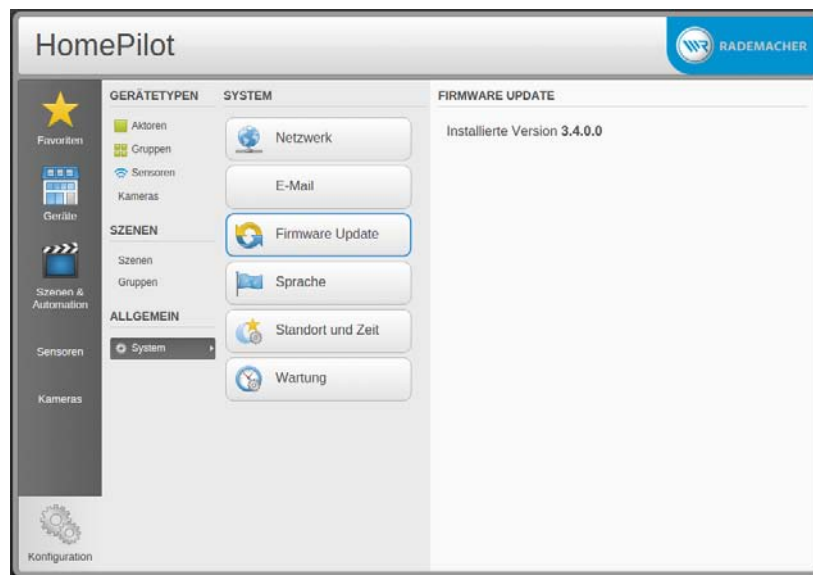 HomePilot
WR RADEMACHER
Favoriten
Geräte
Szenen &
Automation
Sensoren
Kameras
Konfiguration
GERÄTETYPEN
Aktoren
Gruppen
Sensoren
Kameras
SZENEN
Szenen
Gruppen
ALLGEMEIN
System
SYSTEM
Netzwerk
E-Mail
Firmware Update
Sprache
Standort und Zeit
Wartung
FIRMWARE UPDATE
Installierte Version 3.4.0.0